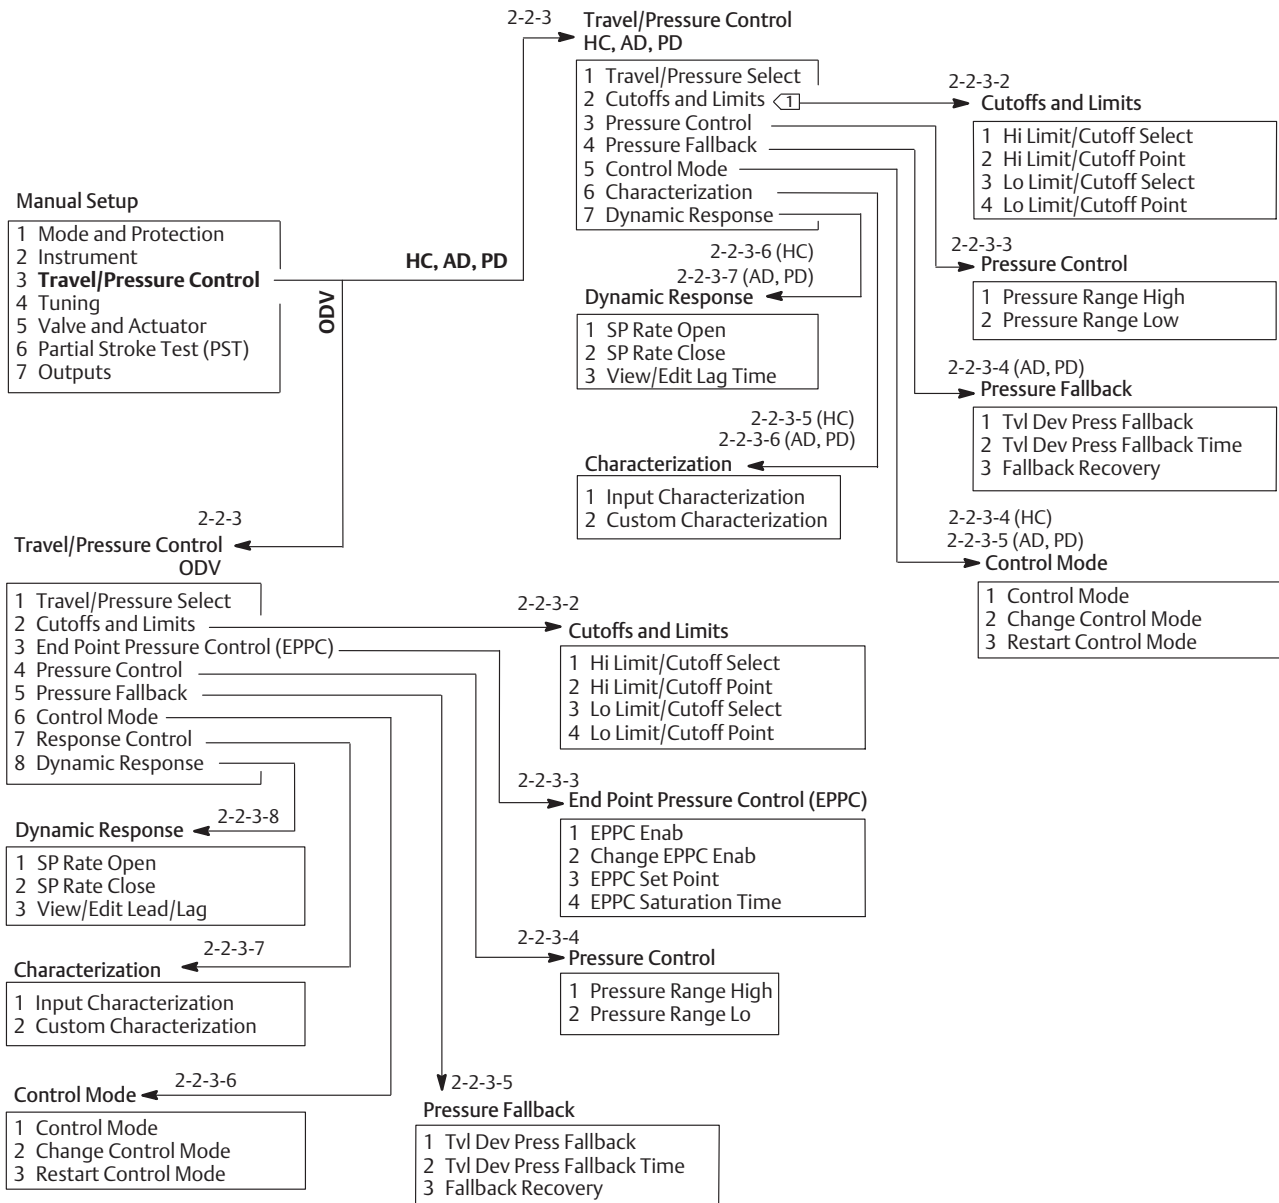 Manual Setup
1 Mode and Protection
2 Instrument
3 Travel/Pressure Control
4 Tuning
5 Valve and Actuator
6 Partial Stroke Test (PST)
7 Outputs
HC, AD, PD
ODV
2-2-3
Travel/Pressure Control
HC, AD, PD
1 Travel/Pressure Select
2 Cutoffs and Limits 1
3 Pressure Control
4 Pressure Fallback
5 Control Mode
6 Characterization
7 Dynamic Response
2-2-3-2
Cutoffs and Limits
1 Hi Limit/Cutoff Select
2 Hi Limit/Cutoff Point
3 Lo Limit/Cutoff Select
4 Lo Limit/Cutoff Point
2-2-3-3
Pressure Control
1 Pressure Range High
2 Pressure Range Low
2-2-3-4 (AD, PD)
Pressure Fallback
1 Tvl Dev Press Fallback
2 Tvl Dev Press Fallback Time
3 Fallback Recovery
2-2-3-4 (HC)
2-2-3-5 (AD, PD)
Control Mode
1 Control Mode
2 Change Control Mode
3 Restart Control Mode
2-2-3-6 (HC)
2-2-3-7 (AD, PD)
Dynamic Response
1 SP Rate Open
2 SP Rate Close
3 View/Edit Lag Time
2-2-3-5 (HC)
2-2-3-6 (AD, PD)
Characterization
1 Input Characterization
2 Custom Characterization
2-2-3
Travel/Pressure Control
ODV
1 Travel/Pressure Select
2 Cutoffs and Limits
3 End Point Pressure Control (EPPC)
4 Pressure Control
5 Pressure Fallback
6 Control Mode
7 Response Control
8 Dynamic Response
2-2-3-2
Cutoffs and Limits
1 Hi Limit/Cutoff Select
2 Hi Limit/Cutoff Point
3 Lo Limit/Cutoff Select
4 Lo Limit/Cutoff Point
2-2-3-3
End Point Pressure Control (EPPC)
1 EPPC Enab
2 Change EPPC Enab
3 EPPC Set Point
4 EPPC Saturation Time
2-2-3-4
Pressure Control
1 Pressure Range High
2 Pressure Range Lo
2-2-3-5
Pressure Fallback
1 Tvl Dev Press Fallback
2 Tvl Dev Press Fallback Time
3 Fallback Recovery
2-2-3-8
Dynamic Response
1 SP Rate Open
2 SP Rate Close
3 View/Edit Lead/Lag
2-2-3-7
Characterization
1 Input Characterization
2 Custom Characterization
2-2-3-6
Control Mode
1 Control Mode
2 Change Control Mode
3 Restart Control Mode